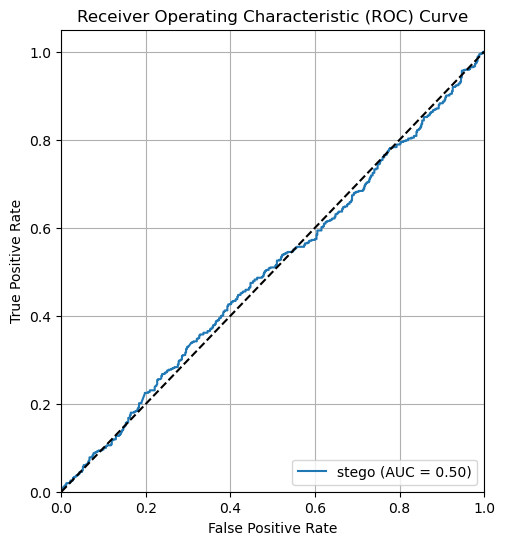 Receiver Operating Characteristic (ROC) Curve
1.0
0.8
0.6
0.4
0.2
0.0
True Positive Rate
stego (AUC = 0.50)
0.0 0.2 0.4 0.6 0.8 1.0
False Positive Rate